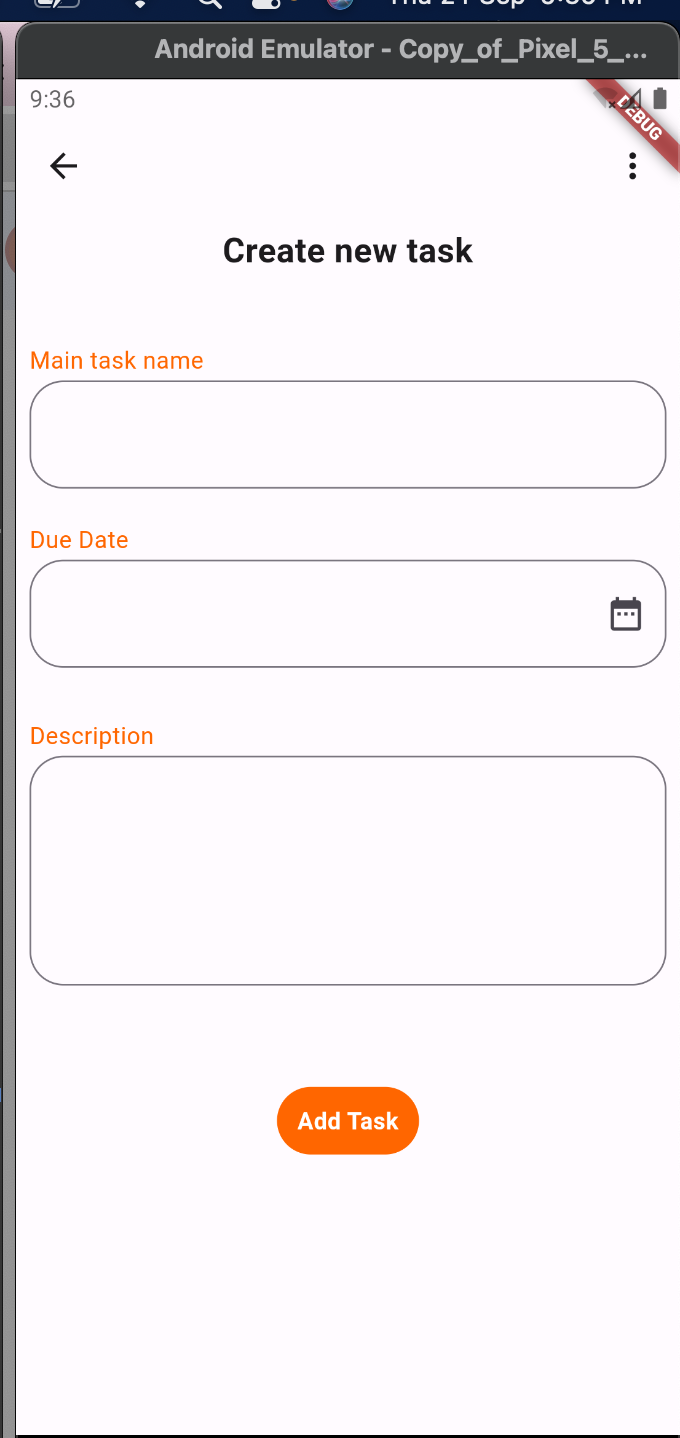 Android Emulator - Copy_of_Pixel_5_...
9:36
DEBUG
Create new task
Main task name
Due Date
Description
Add Task